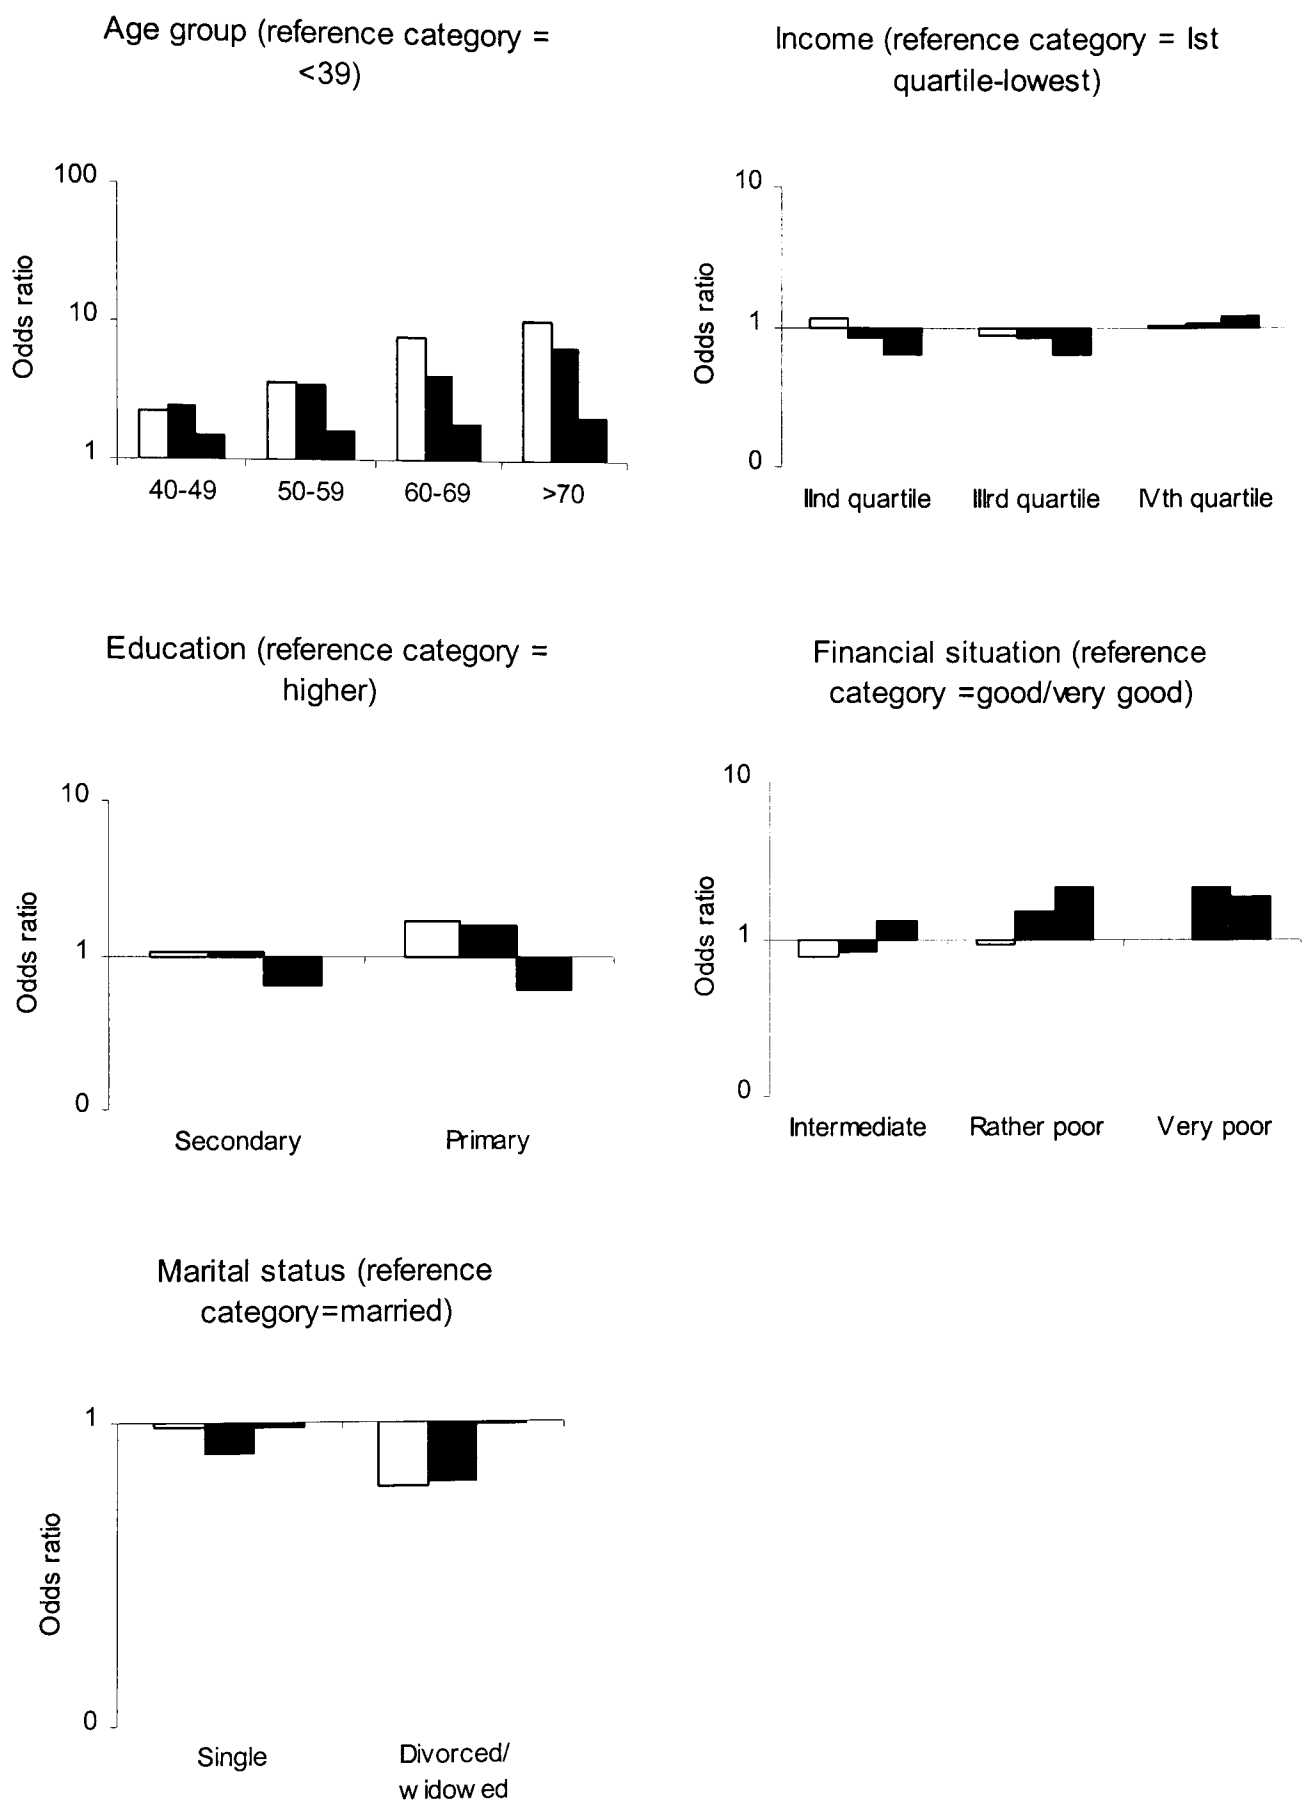 Age group (reference category =
<39)
100
10
1
Odds ratio
40-49 50-59 60-69 >70
Income (reference category = Ist
quartile-lowest)
10
1
0
Odds ratio
IInd quartile IIIrd quartile IVth quartile
Education (reference category =
higher)
10
1
0
Odds ratio
Secondary Primary
Financial situation (reference
category =good/very good)
10
1
0
Odds ratio
Intermediate Rather poor Very poor
Marital status (reference
category=married)
1
0
Odds ratio
Single Divorced/
widowed